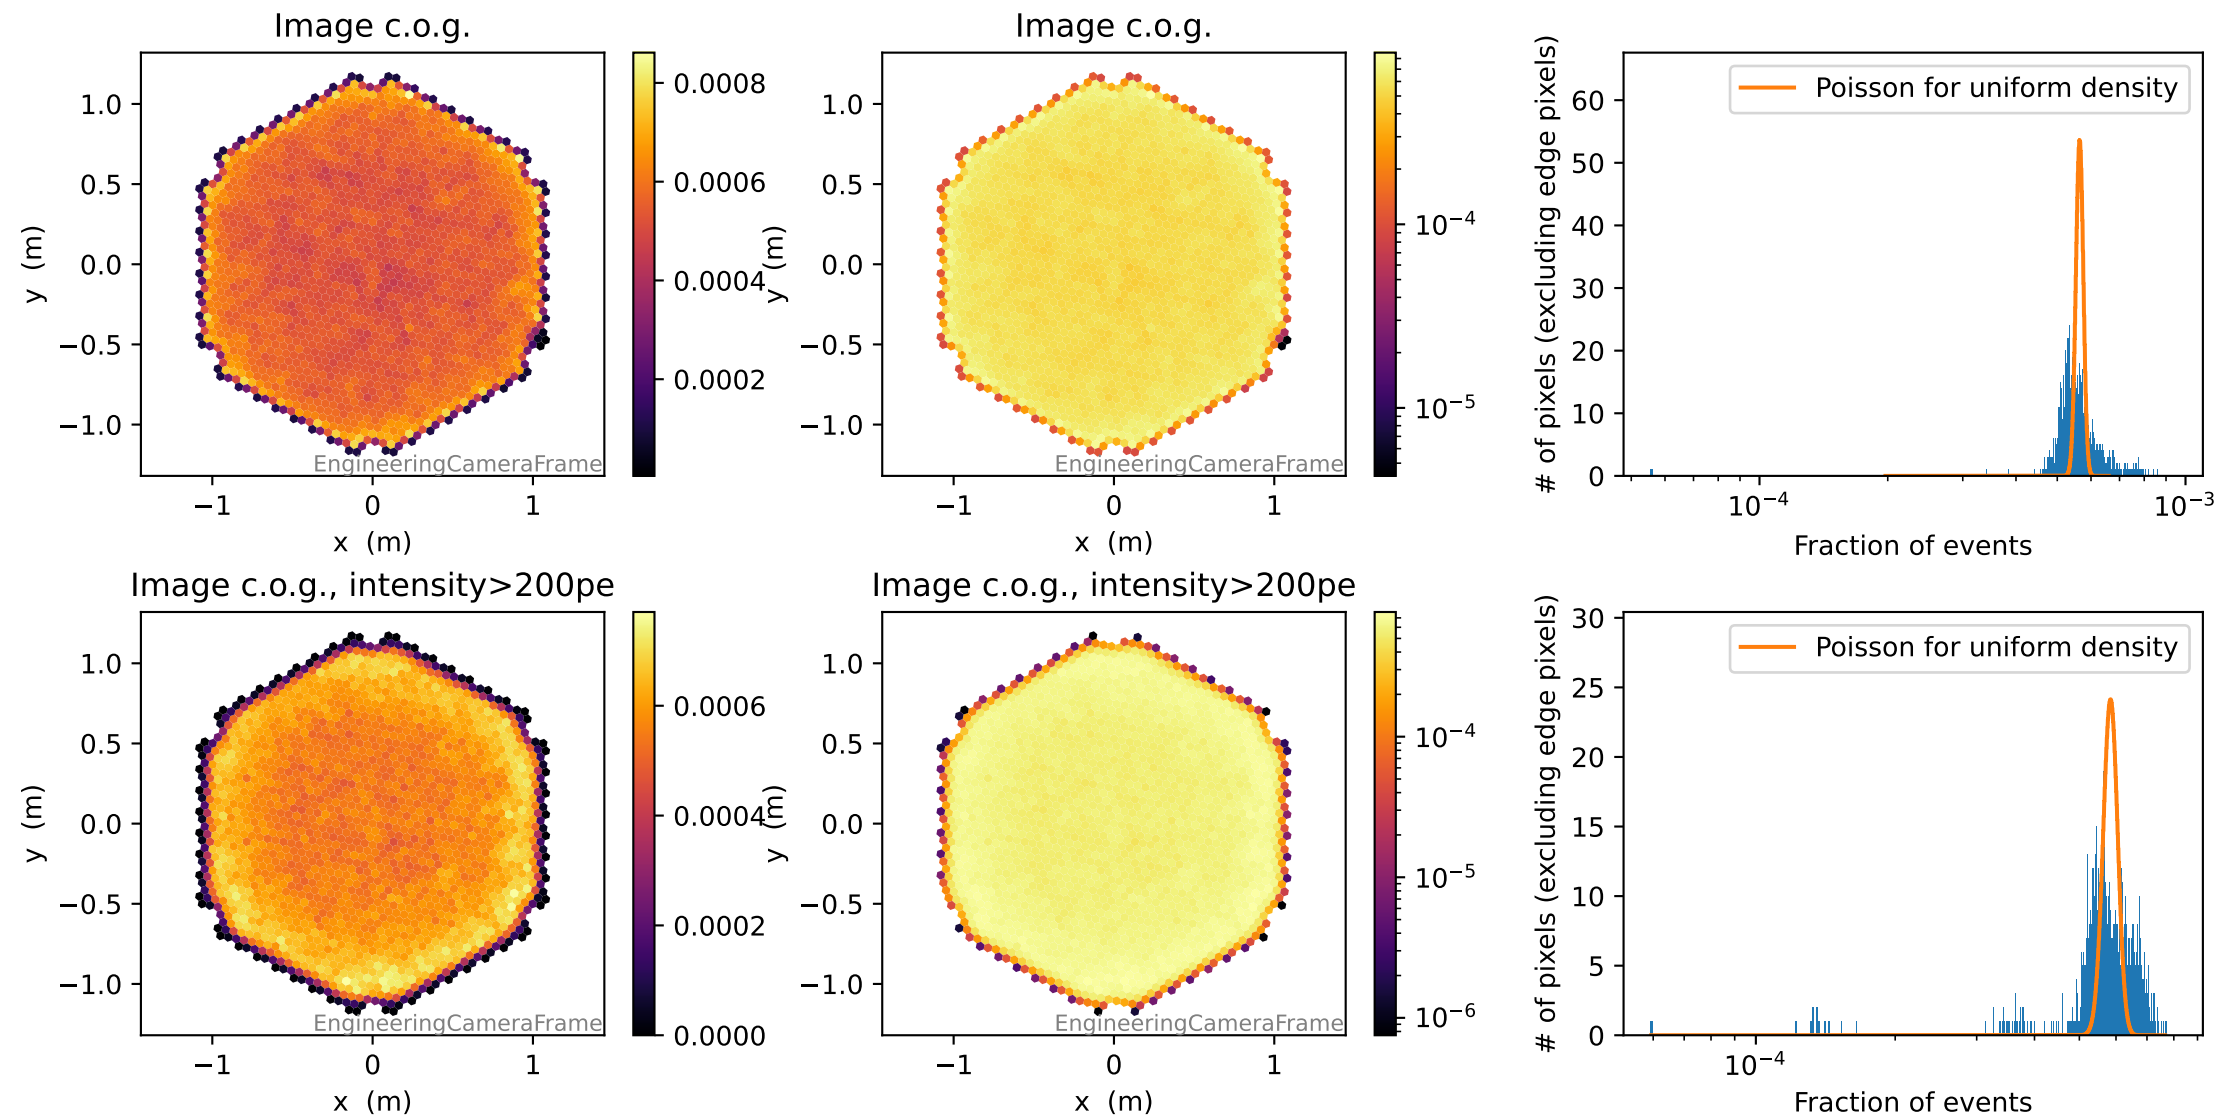 Image c.o.g.
1.0
0.5
0.0
−0.5
−1.0
y (m)
−1
0
1
x (m)
EngineeringCameraFrame
0.0008
0.0006
0.0004
0.0002
Image c.o.g.
1.0
0.5
0.0
−0.5
−1.0
y (m)
−1
0
1
x (m)
EngineeringCameraFrame
10⁻⁴
10⁻⁵
# of pixels (excluding edge pixels)
60
50
40
30
20
10
0
Poisson for uniform density
10⁻⁴
10⁻³
Fraction of events
Image c.o.g., intensity>200pe
1.0
0.5
0.0
−0.5
−1.0
y (m)
−1
0
1
x (m)
EngineeringCameraFrame
0.0006
0.0004
0.0002
0.0000
Image c.o.g., intensity>200pe
1.0
0.5
0.0
−0.5
−1.0
y (m)
−1
0
1
x (m)
EngineeringCameraFrame
10⁻⁴
10⁻⁵
10⁻⁶
# of pixels (excluding edge pixels)
30
25
20
15
10
5
0
Poisson for uniform density
10⁻⁴
Fraction of events